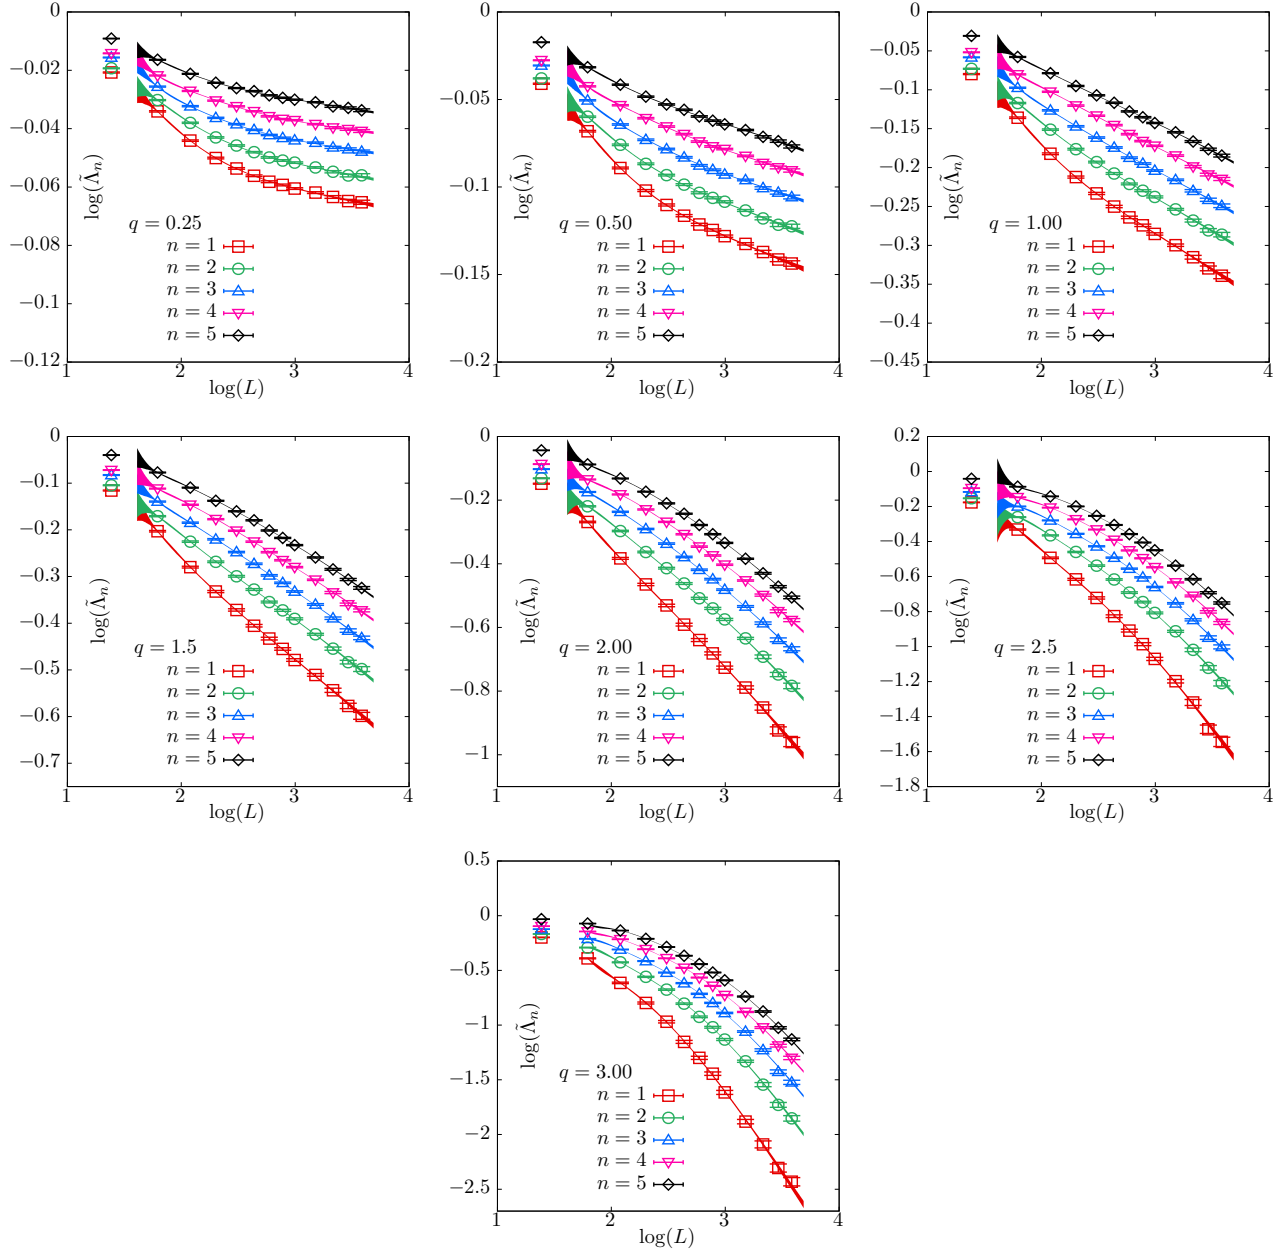 0
−0.02
−0.04
−0.06
−0.08
−0.1
−0.12
1
2
3
4
log(L)
log(Λ̃ₙ)
q = 0.25
n = 1
n = 2
n = 3
n = 4
n = 5
0
−0.05
−0.1
−0.15
−0.2
1
2
3
4
log(L)
log(Λ̃ₙ)
q = 0.50
n = 1
n = 2
n = 3
n = 4
n = 5
0
−0.05
−0.1
−0.15
−0.2
−0.25
−0.3
−0.35
−0.4
−0.45
1
2
3
4
log(L)
log(Λ̃ₙ)
q = 1.00
n = 1
n = 2
n = 3
n = 4
n = 5
0
−0.1
−0.2
−0.3
−0.4
−0.5
−0.6
−0.7
1
2
3
4
log(L)
log(Λ̃ₙ)
q = 1.5
n = 1
n = 2
n = 3
n = 4
n = 5
0
−0.2
−0.4
−0.6
−0.8
−1
1
2
3
4
log(L)
log(Λ̃ₙ)
q = 2.00
n = 1
n = 2
n = 3
n = 4
n = 5
0.2
0
−0.2
−0.4
−0.6
−0.8
−1
−1.2
−1.4
−1.6
−1.8
1
2
3
4
log(L)
log(Λ̃ₙ)
q = 2.5
n = 1
n = 2
n = 3
n = 4
n = 5
0.5
0
−0.5
−1
−1.5
−2
−2.5
1
2
3
4
log(L)
log(Λ̃ₙ)
q = 3.00
n = 1
n = 2
n = 3
n = 4
n = 5